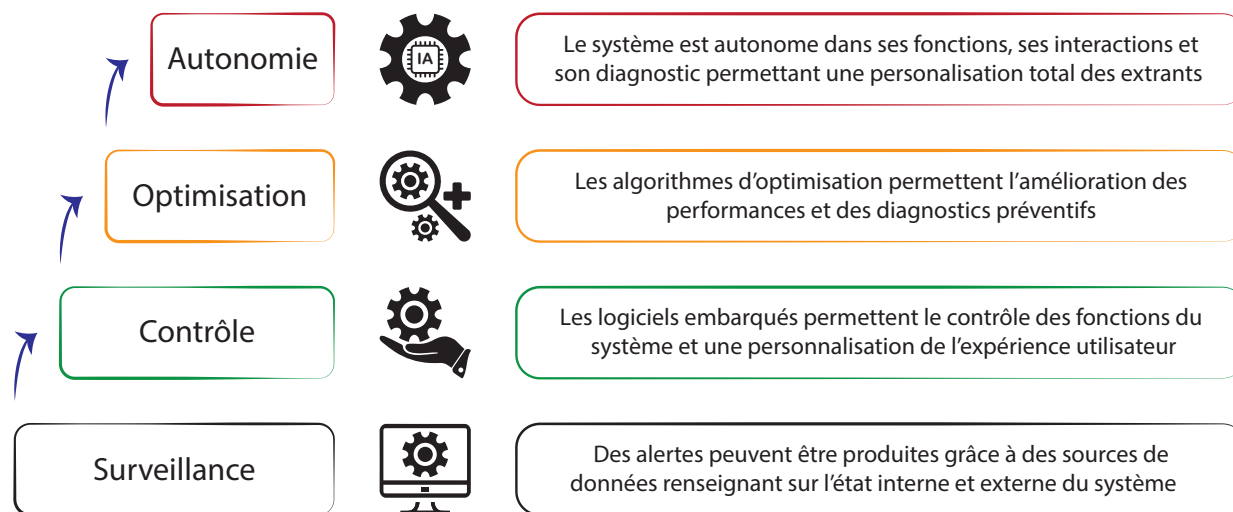 Autonomie
IA
Le système est autonome dans ses fonctions, ses interactions et
son diagnostic permettant une personalisation total des extrants
Optimisation
Les algorithmes d’optimisation permettent l’amélioration des
performances et des diagnostics préventifs
Contrôle
Les logiciels embarqués permettent le contrôle des fonctions du
système et une personnalisation de l’expérience utilisateur
Surveillance
Des alertes peuvent être produites grâce à des sources de
données renseignant sur l’état interne et externe du système